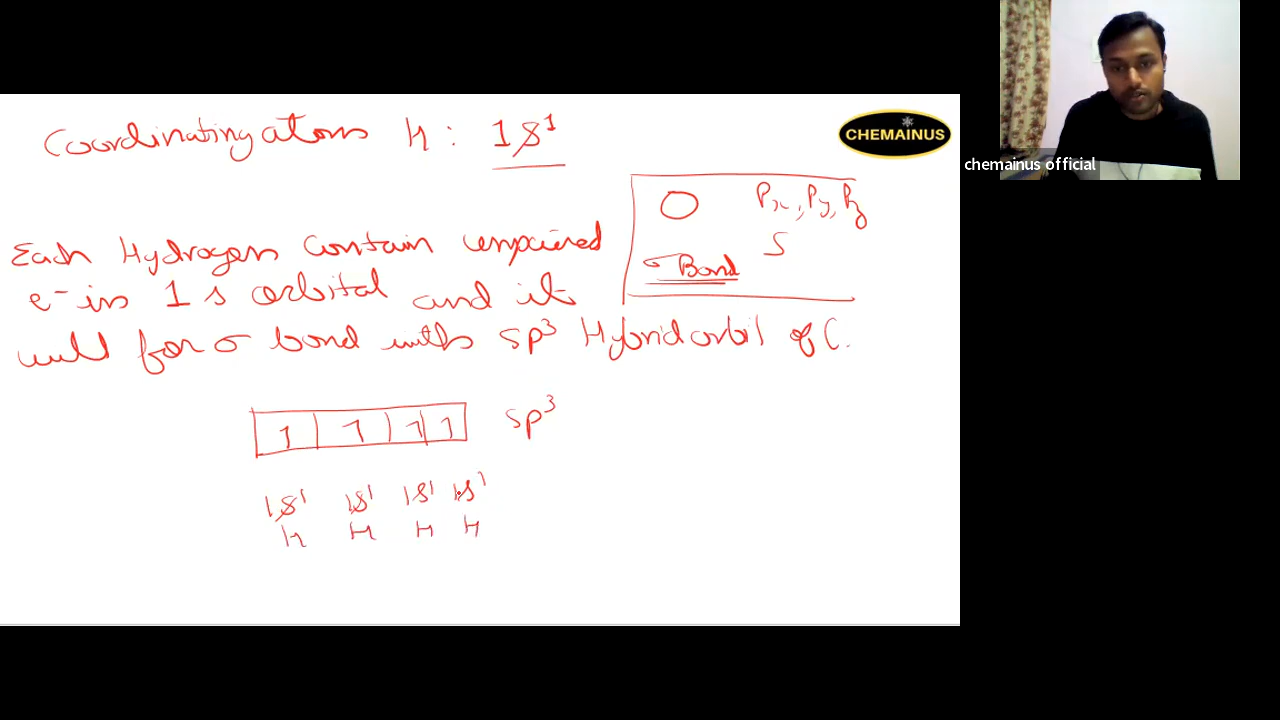 Coordinating atoms H : 1s¹
CHEMAINUS
chemainus official
Px, Py, Pz
S
σ Bond
Each Hydrogen contain unpaired
e⁻ in 1s orbital and it
will for σ bond with sp³ Hybrid orbil of C.
1 1 1 1 sp³
1s¹ 1s¹ 1s¹ 1s¹
H H H H